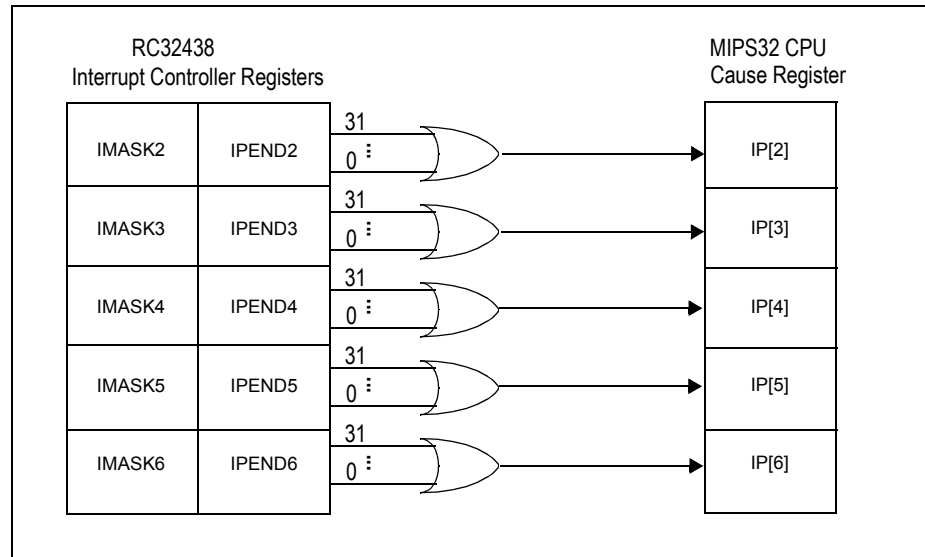 RC32438
Interrupt Controller Registers
MIPS32 CPU
Cause Register
IMASK2 IPEND2 31 0 ... IP[2]
IMASK3 IPEND3 31 0 ... IP[3]
IMASK4 IPEND4 31 0 ... IP[4]
IMASK5 IPEND5 31 0 ... IP[5]
IMASK6 IPEND6 31 0 ... IP[6]